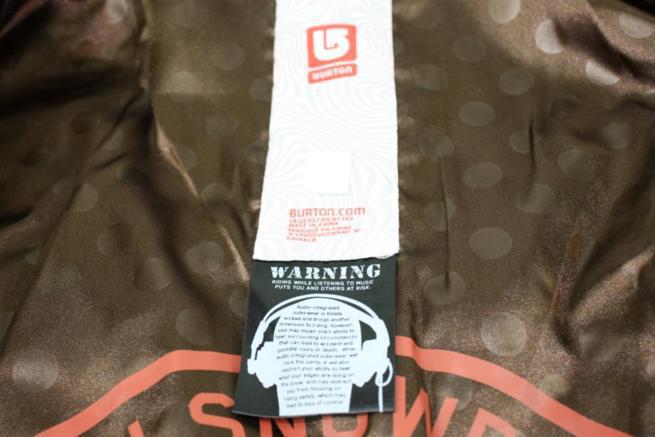 BURTON
BURTON.COM
MADE IN CHINA
WARNING
RIDING WHILE LISTENING TO MUSIC
PUTS YOU AND OTHERS AT RISK.
Audio-integrated
outerwear is totally
wicked and brings another
dimension to riding. However,
use may impair one's ability to
hear surrounding circumstances
that can lead to accident and
possible injury or death. While
audio-integrated outerwear will
rock the party, it will also
restrict your ability to hear
what your edges are doing on
the snow, and may distract
you from focusing on
riding safely, which may
lead to loss of control.
SNOW